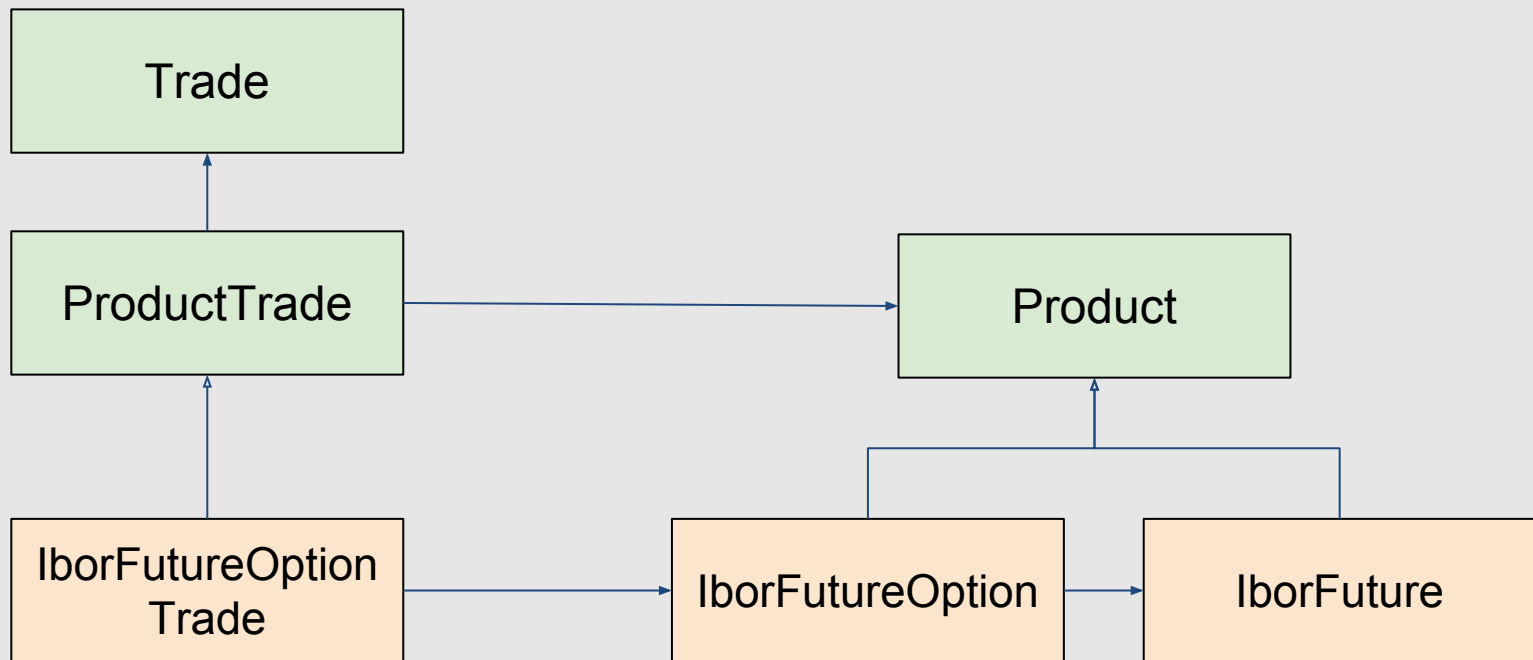 Trade
ProductTrade
Product
IborFutureOption
Trade
IborFutureOption
IborFuture